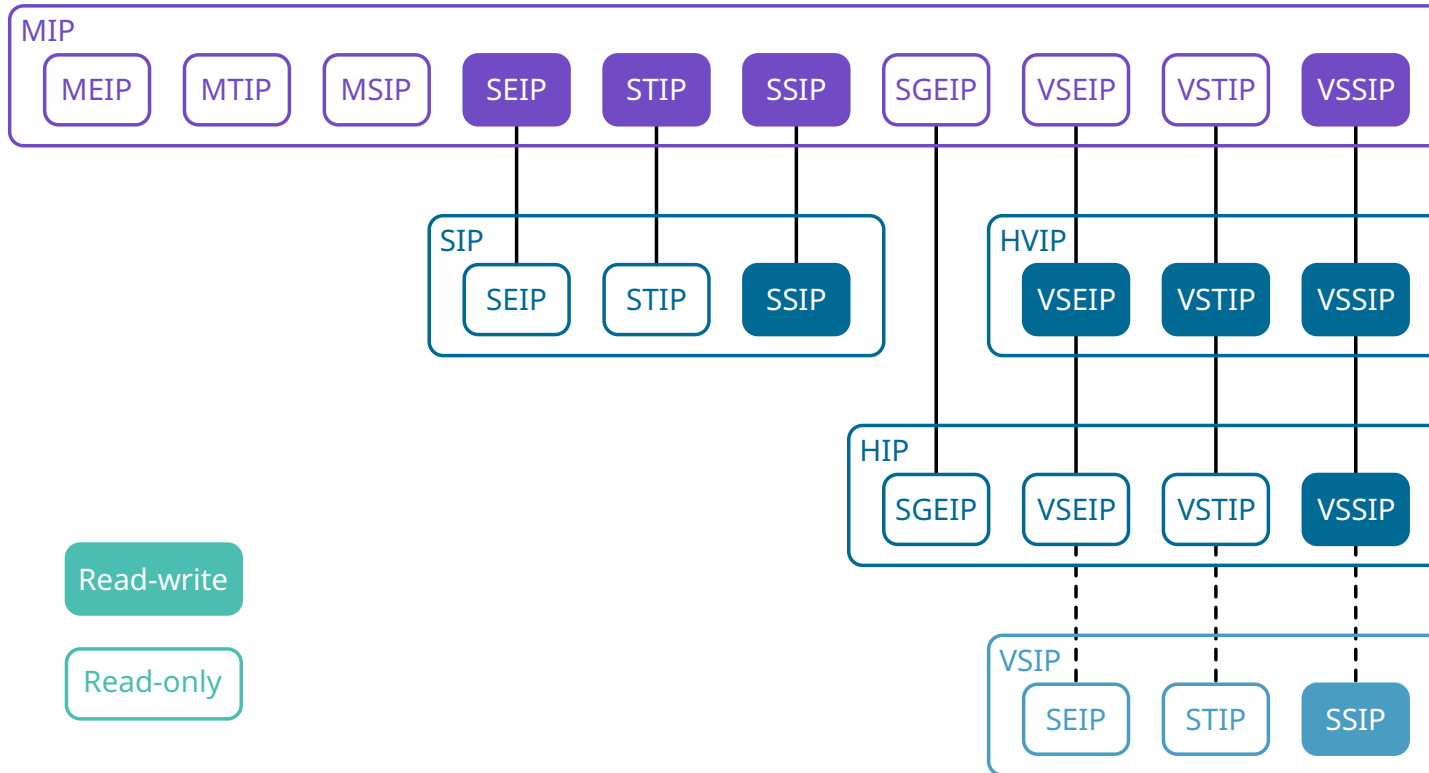 MIP
MEIP MTIP MSIP SEIP STIP SSIP SGEIP VSEIP VSTIP VSSIP
SIP HVIP
SEIP STIP SSIP VSEIP VSTIP VSSIP
HIP
SGEIP VSEIP VSTIP VSSIP
Read-write
VSIP
Read-only
SEIP STIP SSIP